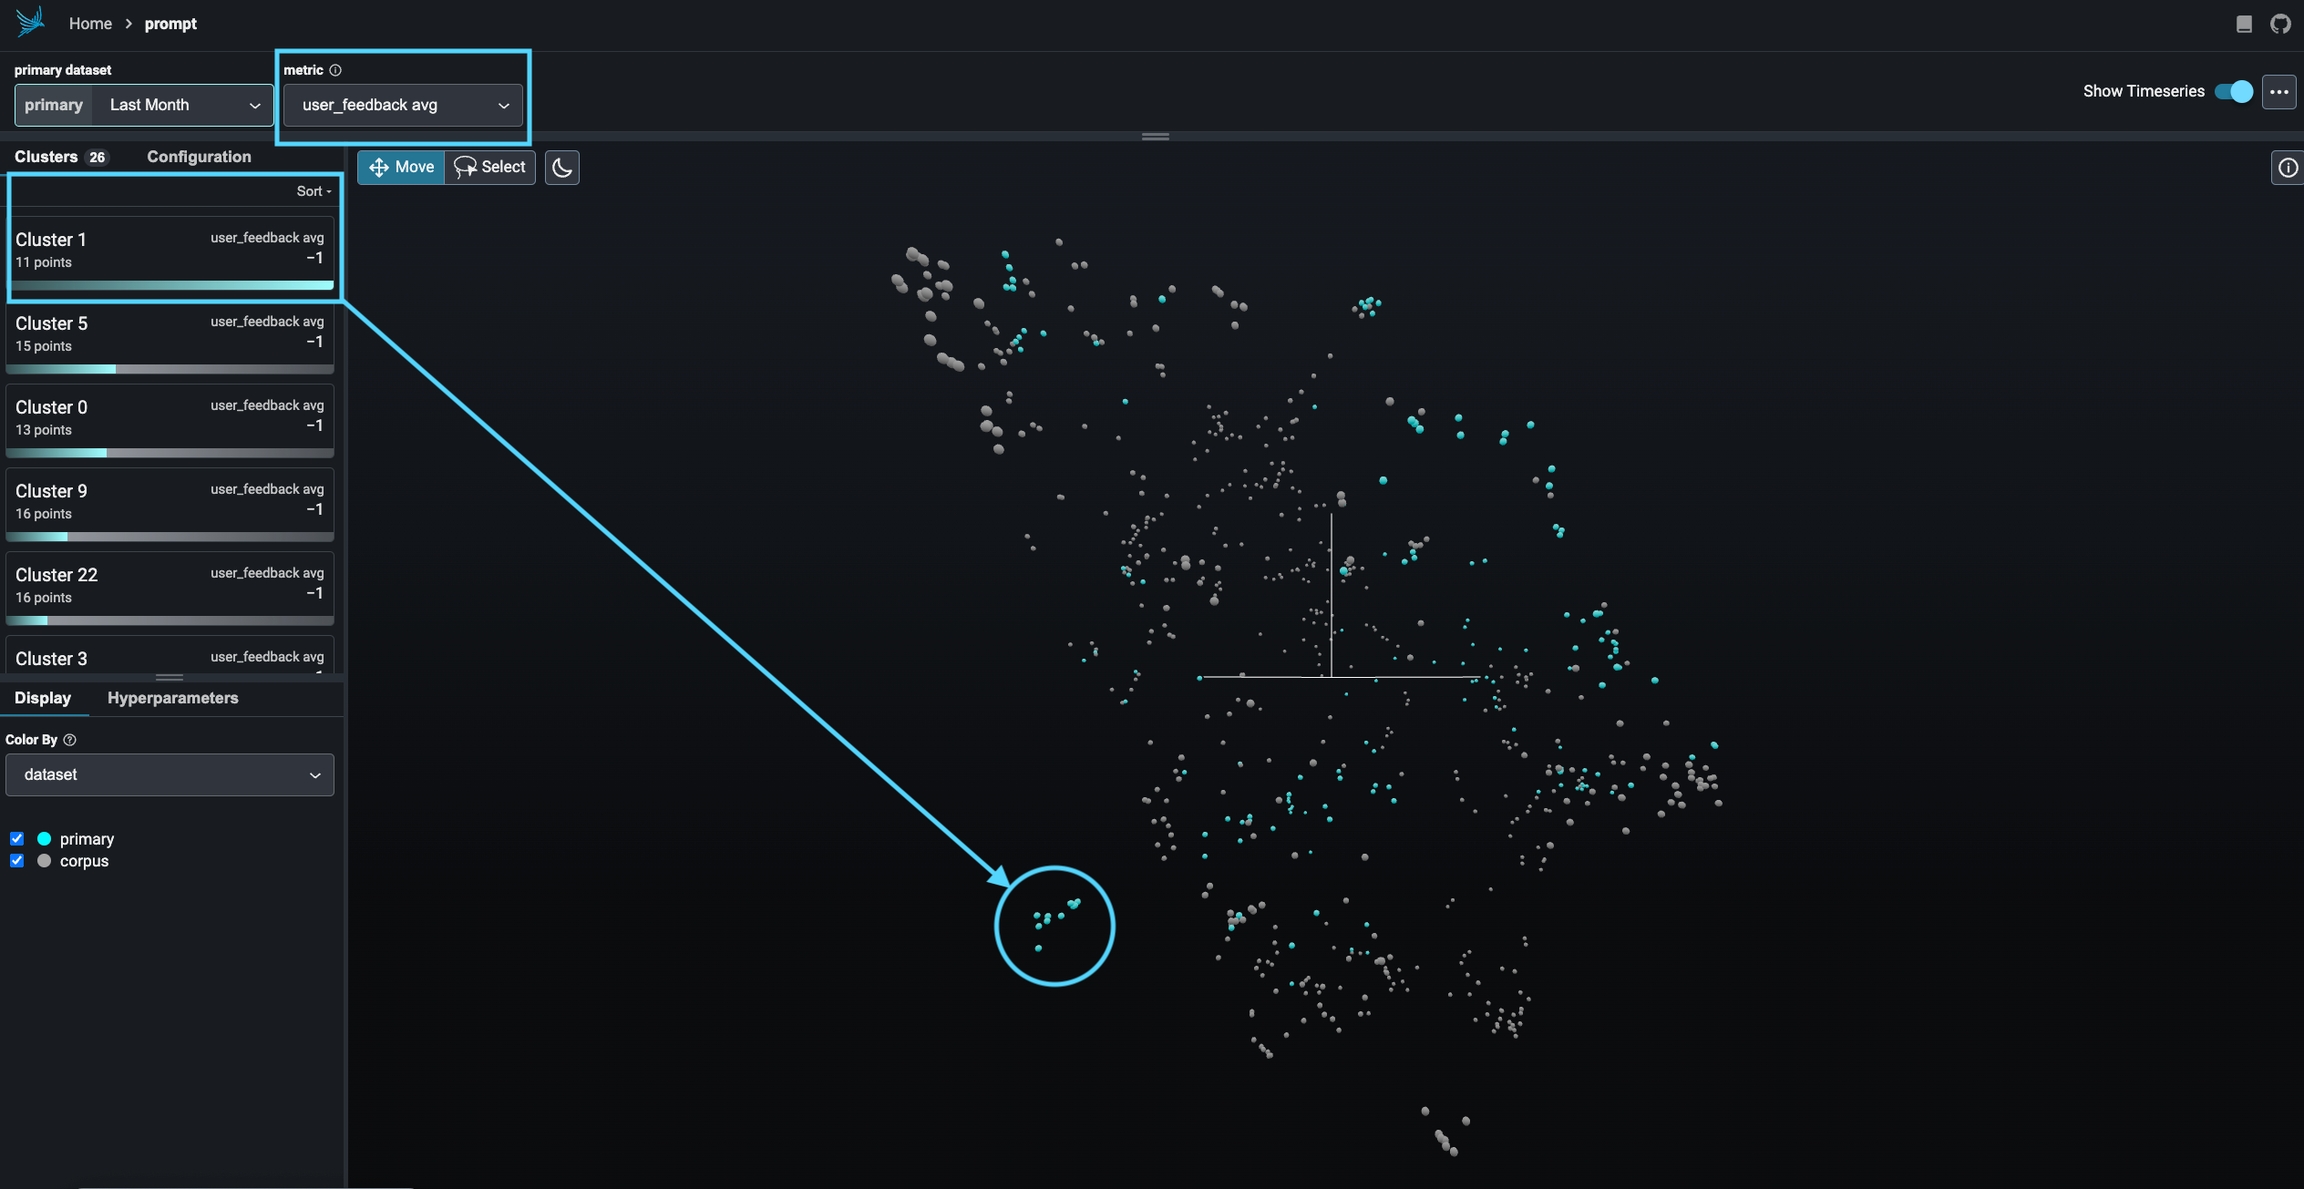 Home > prompt
primary dataset
metric
primary Last Month
user_feedback avg
Show Timeseries
Clusters 26 Configuration
Move Select
Sort
Cluster 1 user_feedback avg
11 points −1
Cluster 5 user_feedback avg
15 points −1
Cluster 0 user_feedback avg
13 points −1
Cluster 9 user_feedback avg
16 points −1
Cluster 22 user_feedback avg
16 points −1
Cluster 3 user_feedback avg
Display Hyperparameters
Color By
dataset
primary
corpus